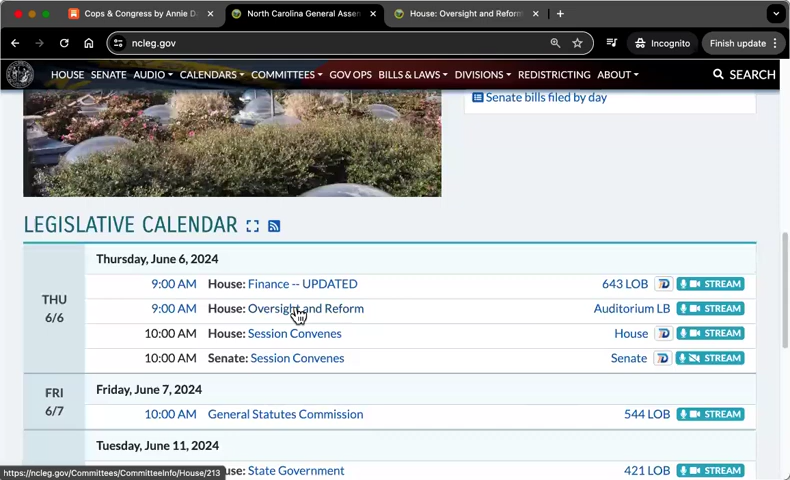 Cops & Congress by Annie D
North Carolina General Assem
House: Oversight and Reform
ncleg.gov
Incognito
Finish update
HOUSE SENATE AUDIO CALENDARS COMMITTEES GOV OPS BILLS & LAWS DIVISIONS REDISTRICTING ABOUT SEARCH
Senate bills filed by day
LEGISLATIVE CALENDAR
THU
6/6
Thursday, June 6, 2024
9:00 AM House: Finance -- UPDATED 643 LOB STREAM
9:00 AM House: Oversight and Reform Auditorium LB STREAM
10:00 AM House: Session Convenes House STREAM
10:00 AM Senate: Session Convenes Senate STREAM
FRI
6/7
Friday, June 7, 2024
10:00 AM General Statutes Commission 544 LOB STREAM
Tuesday, June 11, 2024
use: State Government 421 LOB STREAM
https://ncleg.gov/Committees/CommitteeInfo/House/213